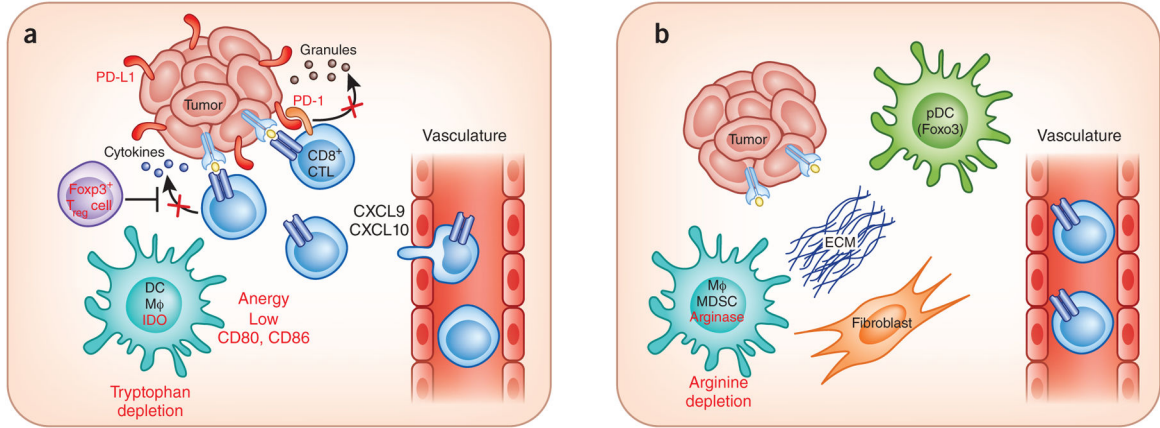 a
Granules
PD-L1
PD-1
Tumor
Cytokines
CD8+
CTL
Vasculature
Foxp3+
Treg cell
CXCL9
CXCL10
DC
Mϕ
IDO
Anergy
Low
CD80, CD86
Tryptophan
depletion
b
pDC
(Foxo3)
Tumor
Vasculature
ECM
Mϕ
MDSC
Arginase
Fibroblast
Arginine
depletion